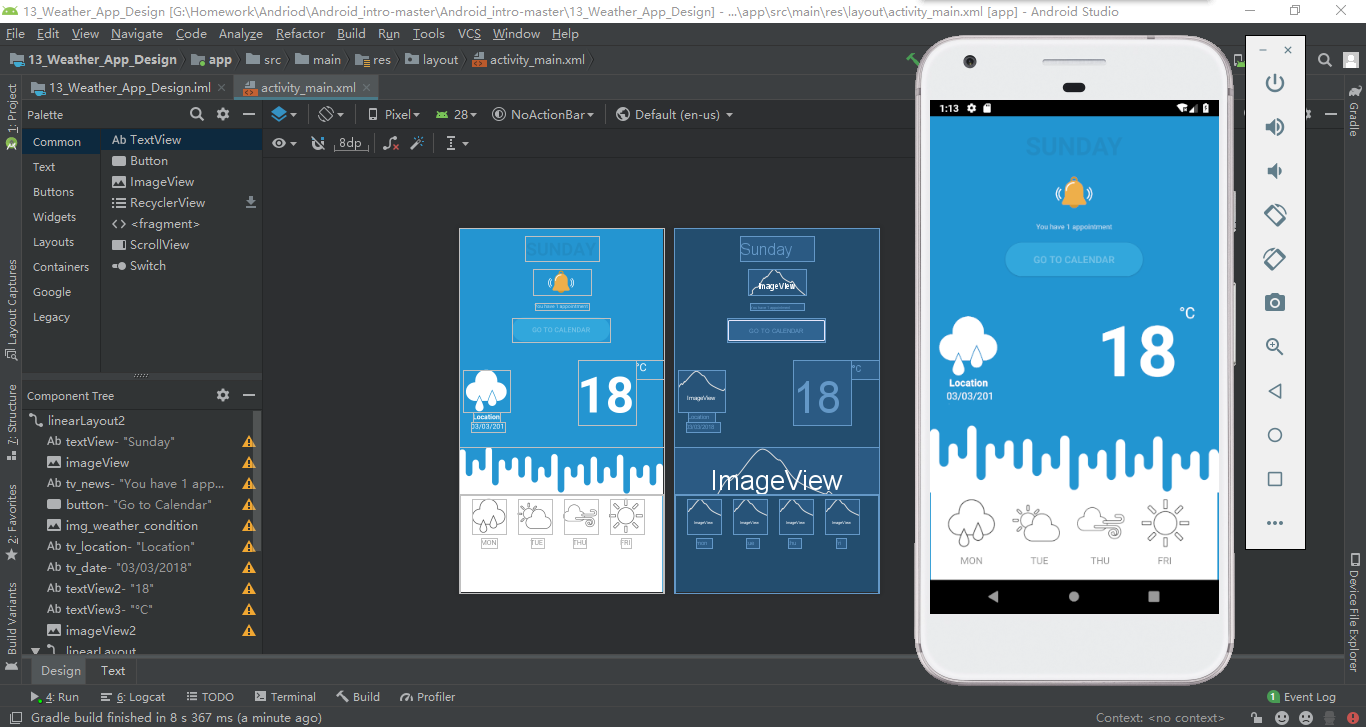 13_Weather_App_Design [G:\Homework\Andriod\Android_intro-master\Android_intro-master\13_Weather_App_Design] - ...\app\src\main\res\layout\activity_main.xml [app] - Android Studio
File Edit View Navigate Code Analyze Refactor Build Run Tools VCS Window Help
13_Weather_App_Design app src main res layout activity_main.xml
13_Weather_App_Design.iml activity_main.xml
1: Project
Layout Captures
7: Structure
2: Favorites
Build Variants
Palette
Common
Text
Buttons
Widgets
Layouts
Containers
Google
Legacy
Ab TextView
Button
ImageView
RecyclerView
<fragment>
ScrollView
Switch
Pixel 28 NoActionBar Default (en-us)
8dp
Component Tree
linearLayout2
Ab textView- "Sunday"
imageView
Ab tv_news- "You have 1 app...
button- "Go to Calendar"
img_weather_condition
Ab tv_location- "Location"
Ab tv_date- "03/03/2018"
Ab textView2- "18"
Ab textView3- "°C"
imageView2
linearLayout
SUNDAY
You have 1 appointment
GO TO CALENDAR
°C
18
Location
03/03/201
MON TUE THU FRI
Sunday
ImageView
You have 1 appointment
GO TO CALENDAR
°C
18
ImageView
Location
03/03/2018
ImageView
ImageView ImageView ImageView ImageView
1:13
SUNDAY
You have 1 appointment
GO TO CALENDAR
°C
18
Location
03/03/201
MON TUE THU FRI
Gradle
Device File Explorer
Design Text
4: Run 6: Logcat TODO Terminal Build Profiler
1 Event Log
Gradle build finished in 8 s 367 ms (a minute ago)
Context: <no context>